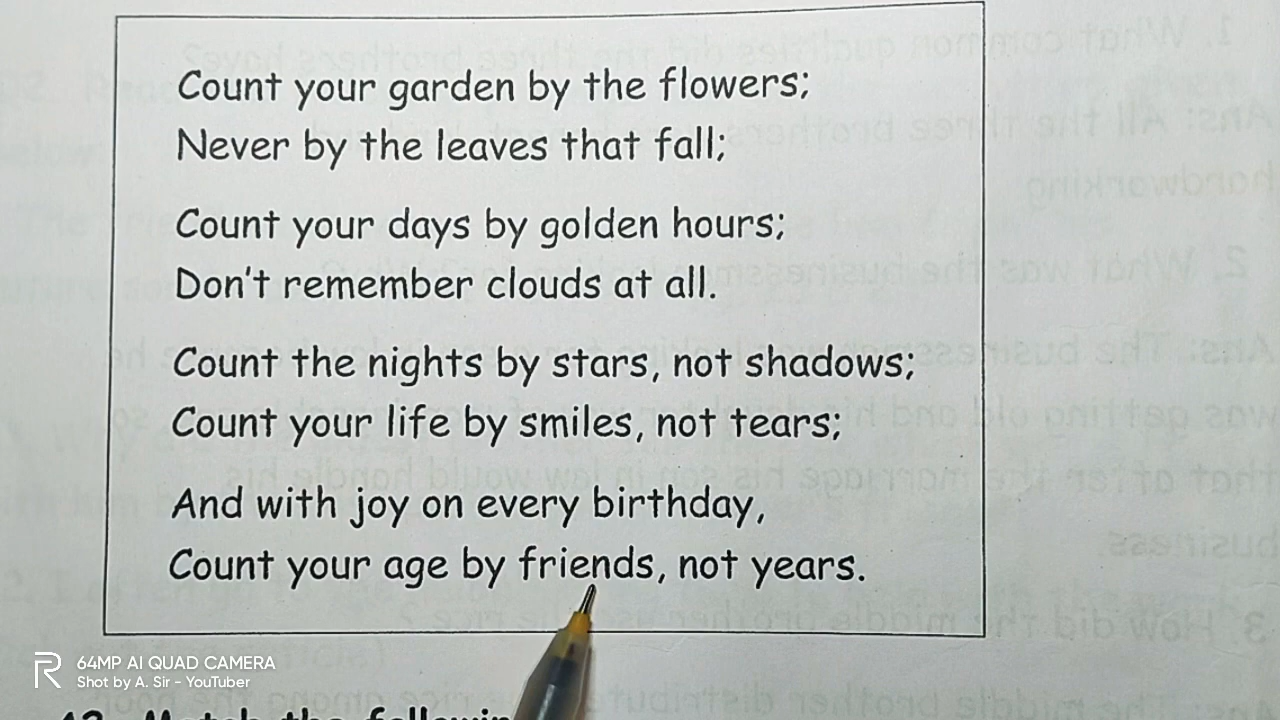 Count your garden by the flowers;
Never by the leaves that fall;
Count your days by golden hours;
Don't remember clouds at all.
Count the nights by stars, not shadows;
Count your life by smiles, not tears;
And with joy on every birthday,
Count your age by friends, not years.
64MP AI QUAD CAMERA
Shot by A. Sir - YouTuber